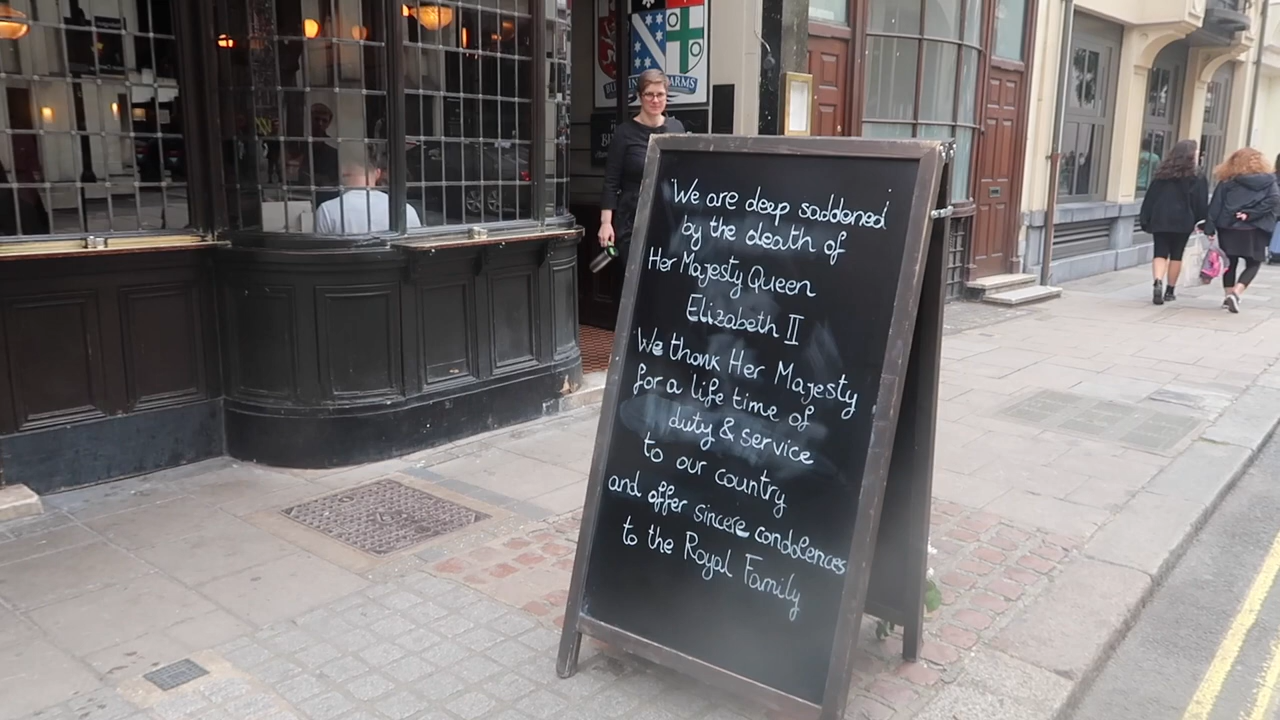 We are deep saddened
by the death of
Her Majesty Queen
Elizabeth II
We thank Her Majesty
for a life time of
duty & service
to our country
and offer sincere condolences
to the Royal Family
ARMS